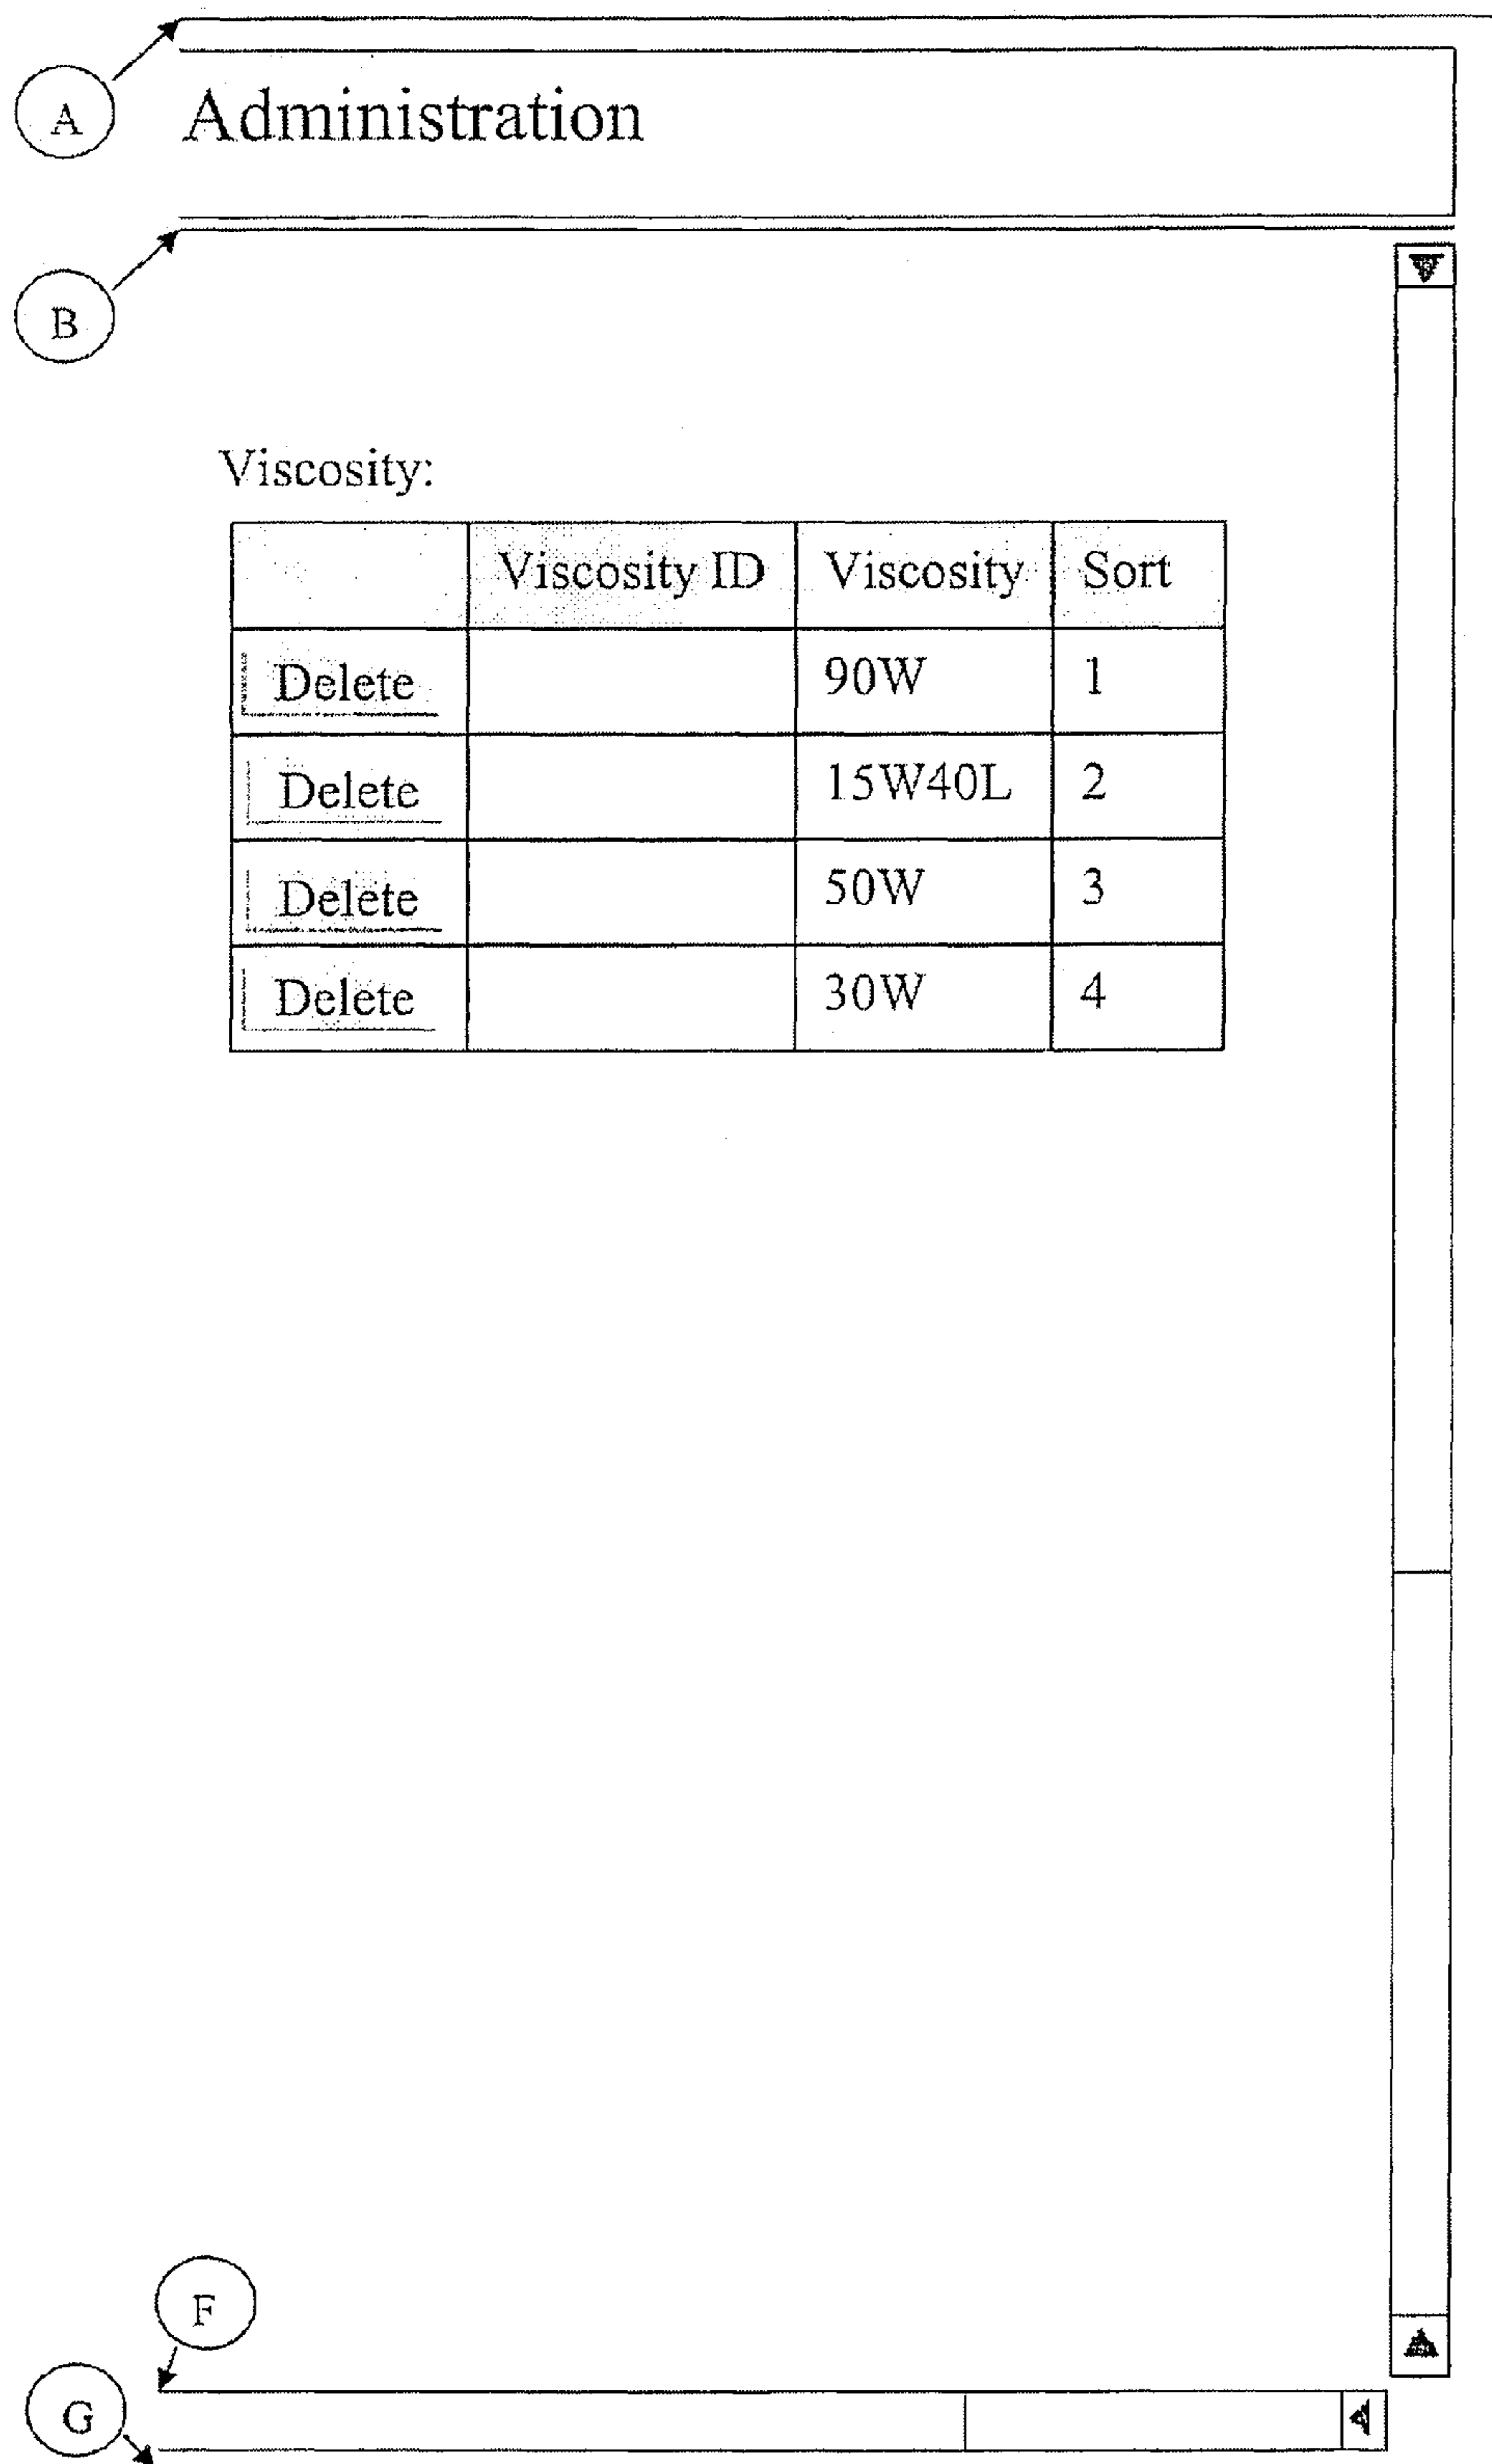 A
Administration
B
Viscosity:
Viscosity ID Viscosity Sort
Delete 90W 1
Delete 15W40L 2
Delete 50W 3
Delete 30W 4
F
G